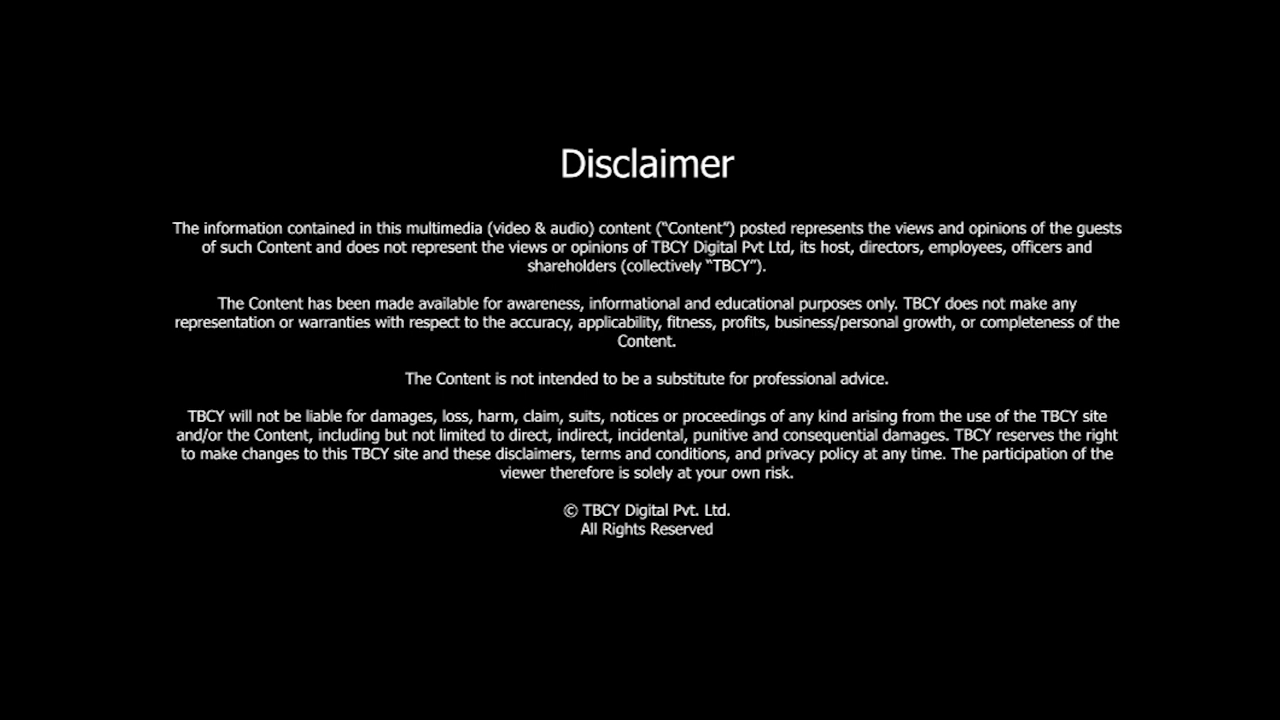 Disclaimer
The information contained in this multimedia (video & audio) content (“Content”) posted represents the views and opinions of the guests
of such Content and does not represent the views or opinions of TBCY Digital Pvt Ltd, its host, directors, employees, officers and
shareholders (collectively “TBCY”).
The Content has been made available for awareness, informational and educational purposes only. TBCY does not make any
representation or warranties with respect to the accuracy, applicability, fitness, profits, business/personal growth, or completeness of the
Content.
The Content is not intended to be a substitute for professional advice.
TBCY will not be liable for damages, loss, harm, claim, suits, notices or proceedings of any kind arising from the use of the TBCY site
and/or the Content, including but not limited to direct, indirect, incidental, punitive and consequential damages. TBCY reserves the right
to make changes to this TBCY site and these disclaimers, terms and conditions, and privacy policy at any time. The participation of the
viewer therefore is solely at your own risk.
© TBCY Digital Pvt. Ltd.
All Rights Reserved